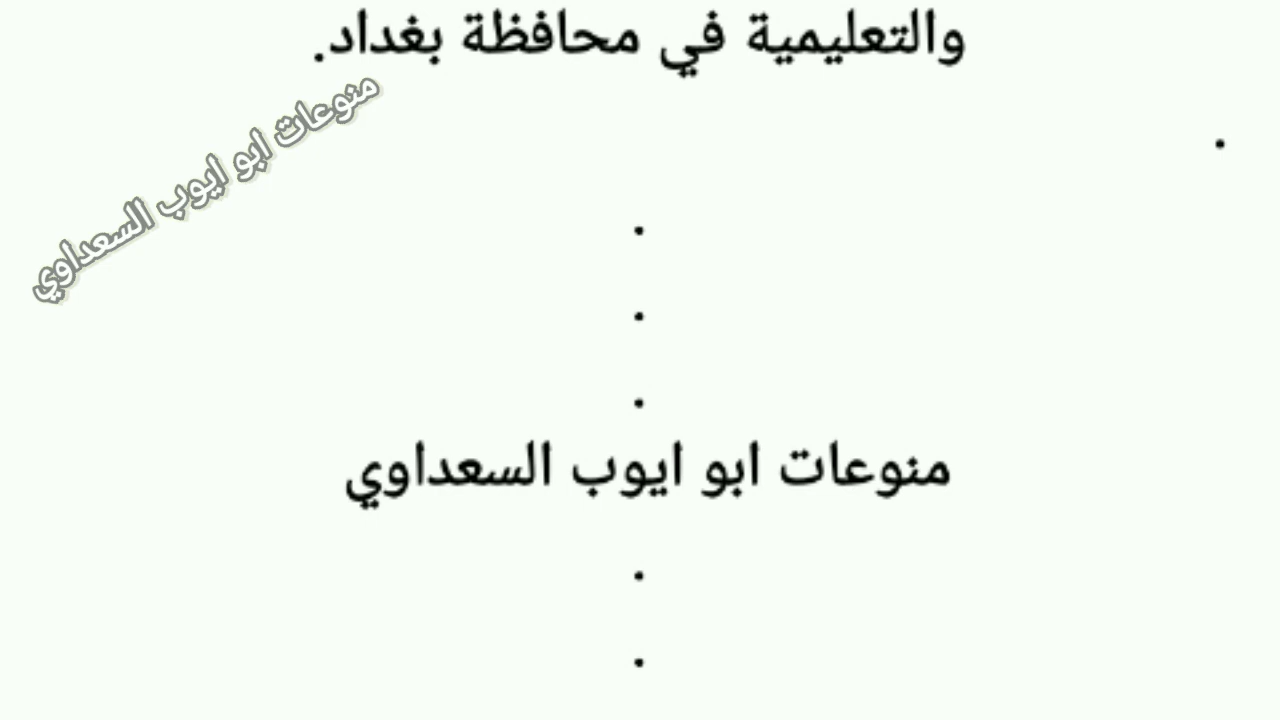 والتعليمية في محافظة بغداد.
منوعات ابو ايوب السعداوي
.
.
.
.
منوعات ابو ايوب السعداوي
.
.